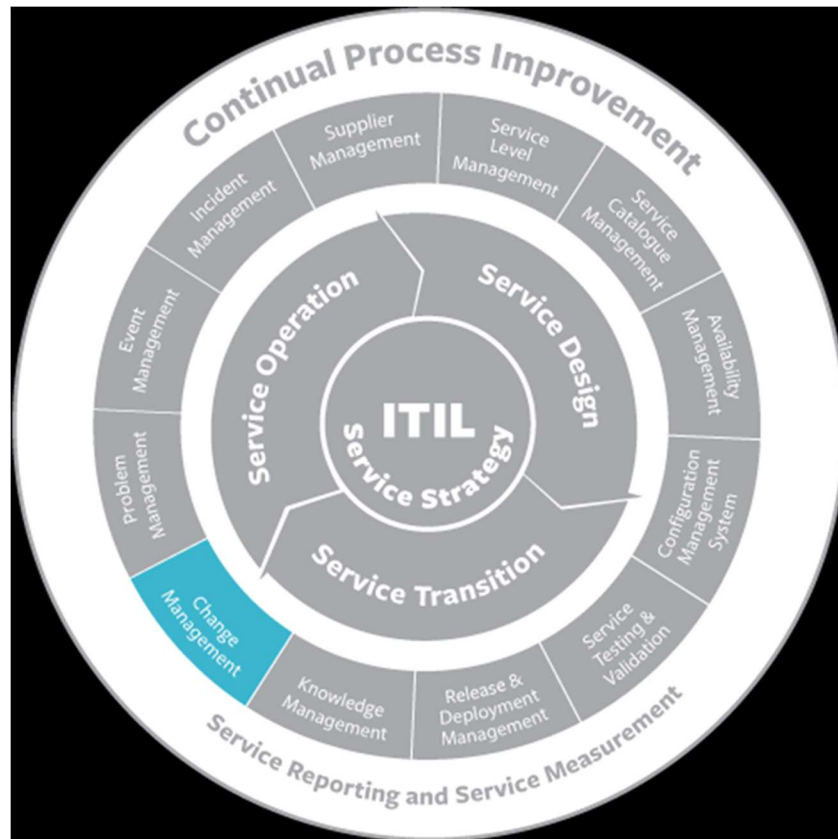 Continual Process Improvement
Supplier
Management
Service
Level
Management
Service
Catalogue
Management
Availability
Management
Configuration
Management
System
Service
Testing &
Validation
Release &
Deployment
Management
Knowledge
Management
Change
Management
Problem
Management
Event
Management
Incident
Management
Service Operation
Service Design
Service Transition
ITIL
Service Strategy
Service Reporting and Service Measurement